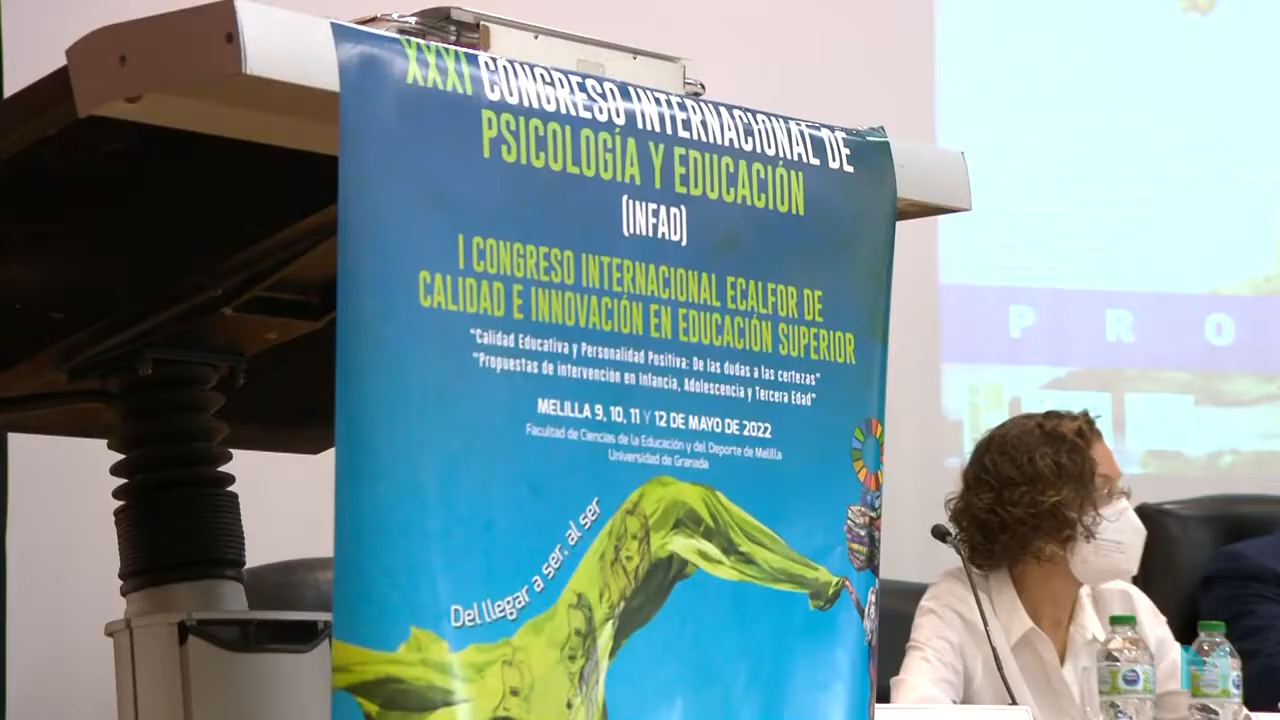 XXXI CONGRESO INTERNACIONAL DE
PSICOLOGÍA Y EDUCACIÓN
(INFAD)
I CONGRESO INTERNACIONAL ECALFOR DE
CALIDAD E INNOVACIÓN EN EDUCACIÓN SUPERIOR
"Calidad Educativa y Personalidad Positiva: De las dudas a las certezas"
"Propuestas de intervención en Infancia, Adolescencia y Tercera Edad"
MELILLA 9, 10, 11 Y 12 DE MAYO DE 2022
Facultad de Ciencias de la Educación y del Deporte de Melilla
Universidad de Granada
Del llegar a ser, al ser
P R O